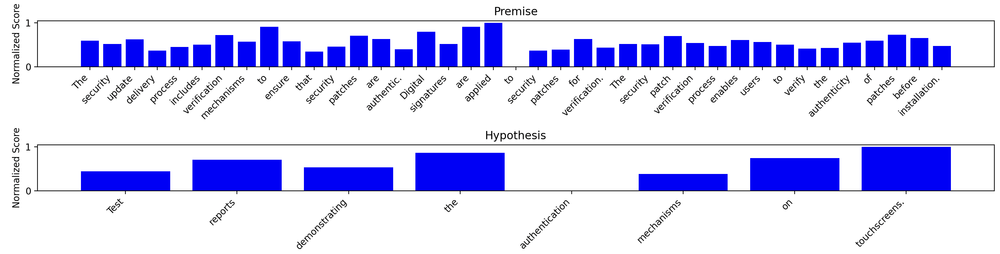 Premise
Normalized Score
1
0
The security update delivery process includes verification mechanisms to ensure that security patches are authentic. Digital signatures are applied to security patches for verification. The security patch verification process enables users to verify the authenticity of patches before installation.
Hypothesis
Normalized Score
1
0
Test reports demonstrating the authentication mechanisms on touchscreens.